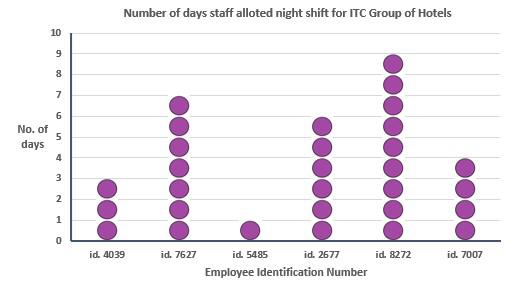 Number of days staff alloted night shift for ITC Group of Hotels
10
9
8
7
6
5
4
3
2
1
0
No. of
days
id. 4039 id. 7627 id. 5485 id. 2677 id. 8272 id. 7007
Employee Identification Number